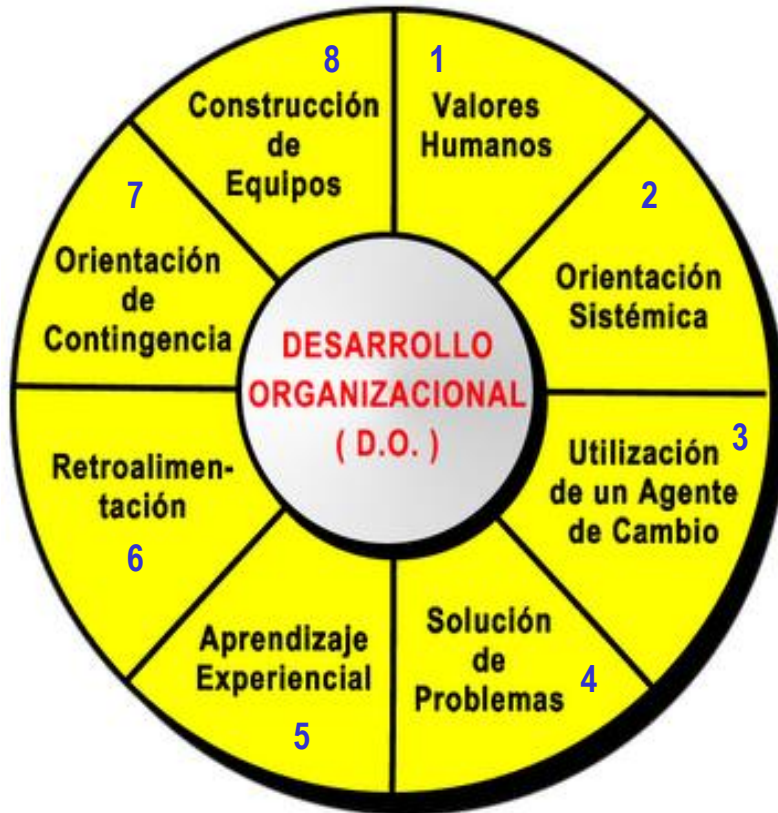 DESARROLLO
ORGANIZACIONAL
( D.O. )
1
Valores
Humanos
2
Orientación
Sistémica
3
Utilización
de un Agente
de Cambio
Solución
de
Problemas
4
Aprendizaje
Experiencial
5
Retroalimen-
tación
6
7
Orientación
de
Contingencia
8
Construcción
de
Equipos